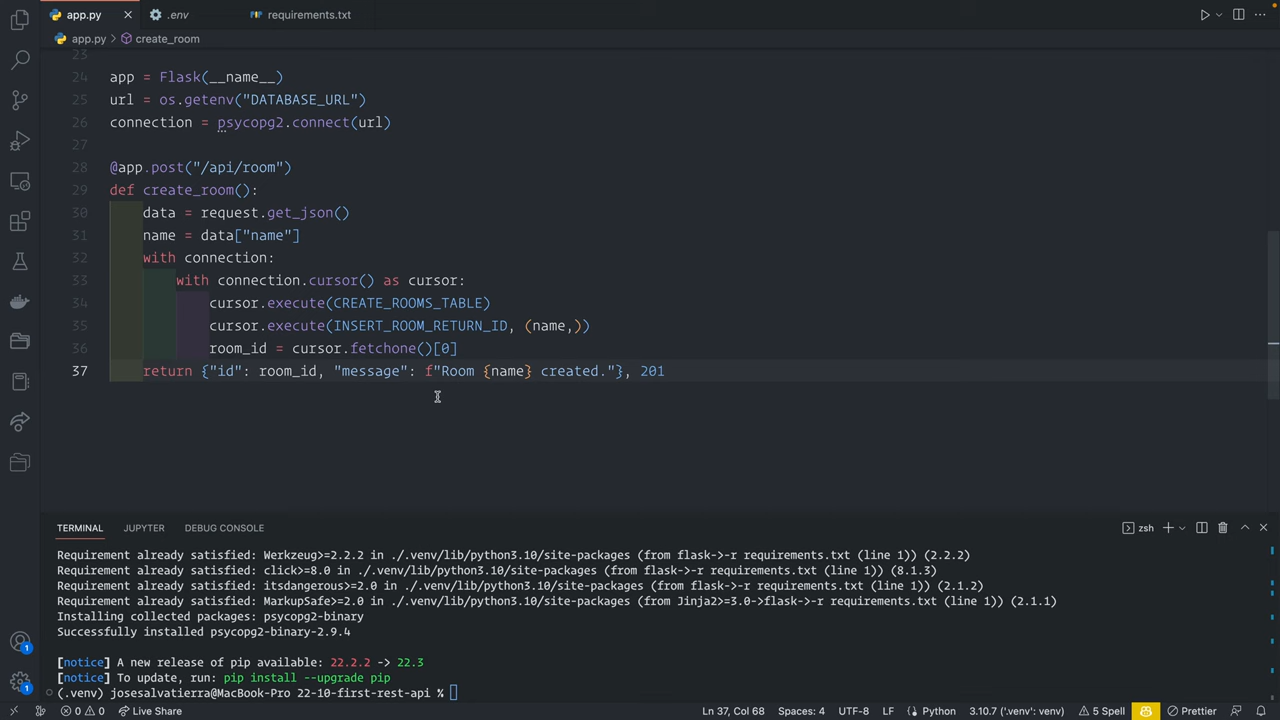 app.py
.env
requirements.txt
app.py > create_room
23
24 app = Flask(__name__)
25 url = os.getenv("DATABASE_URL")
26 connection = psycopg2.connect(url)
27
28 @app.post("/api/room")
29 def create_room():
30 data = request.get_json()
31 name = data["name"]
32 with connection:
33 with connection.cursor() as cursor:
34 cursor.execute(CREATE_ROOMS_TABLE)
35 cursor.execute(INSERT_ROOM_RETURN_ID, (name,))
36 room_id = cursor.fetchone()[0]
37 return {"id": room_id, "message": f"Room {name} created."}, 201
TERMINAL JUPYTER DEBUG CONSOLE zsh
Requirement already satisfied: Werkzeug>=2.2.2 in ./.venv/lib/python3.10/site-packages (from flask->-r requirements.txt (line 1)) (2.2.2)
Requirement already satisfied: click>=8.0 in ./.venv/lib/python3.10/site-packages (from flask->-r requirements.txt (line 1)) (8.1.3)
Requirement already satisfied: itsdangerous>=2.0 in ./.venv/lib/python3.10/site-packages (from flask->-r requirements.txt (line 1)) (2.1.2)
Requirement already satisfied: MarkupSafe>=2.0 in ./.venv/lib/python3.10/site-packages (from Jinja2>=3.0->flask->-r requirements.txt (line 1)) (2.1.1)
Installing collected packages: psycopg2-binary
Successfully installed psycopg2-binary-2.9.4
[notice] A new release of pip available: 22.2.2 -> 22.3
[notice] To update, run: pip install --upgrade pip
(.venv) josesalvatierra@MacBook-Pro 22-10-first-rest-api %
1
1
0 0 Live Share Ln 37, Col 68 Spaces: 4 UTF-8 LF Python 3.10.7 ('.venv': venv) 5 Spell Prettier